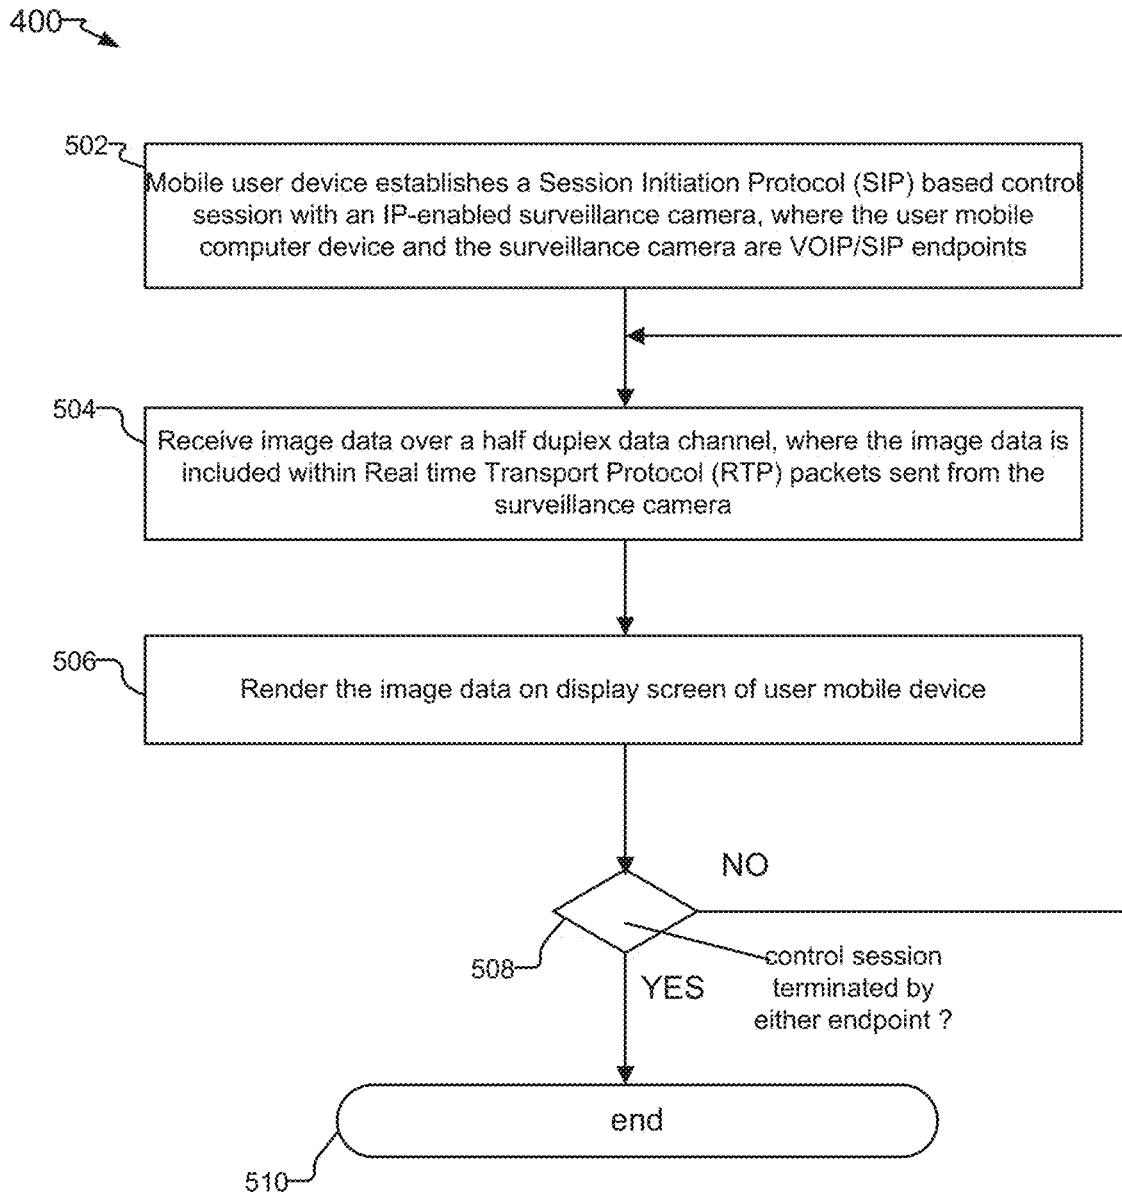 400
502
Mobile user device establishes a Session Initiation Protocol (SIP) based control
session with an IP-enabled surveillance camera, where the user mobile
computer device and the surveillance camera are VOIP/SIP endpoints
504
Receive image data over a half duplex data channel, where the image data is
included within Real time Transport Protocol (RTP) packets sent from the
surveillance camera
506
Render the image data on display screen of user mobile device
NO
508
control session
terminated by
either endpoint ?
YES
end
510